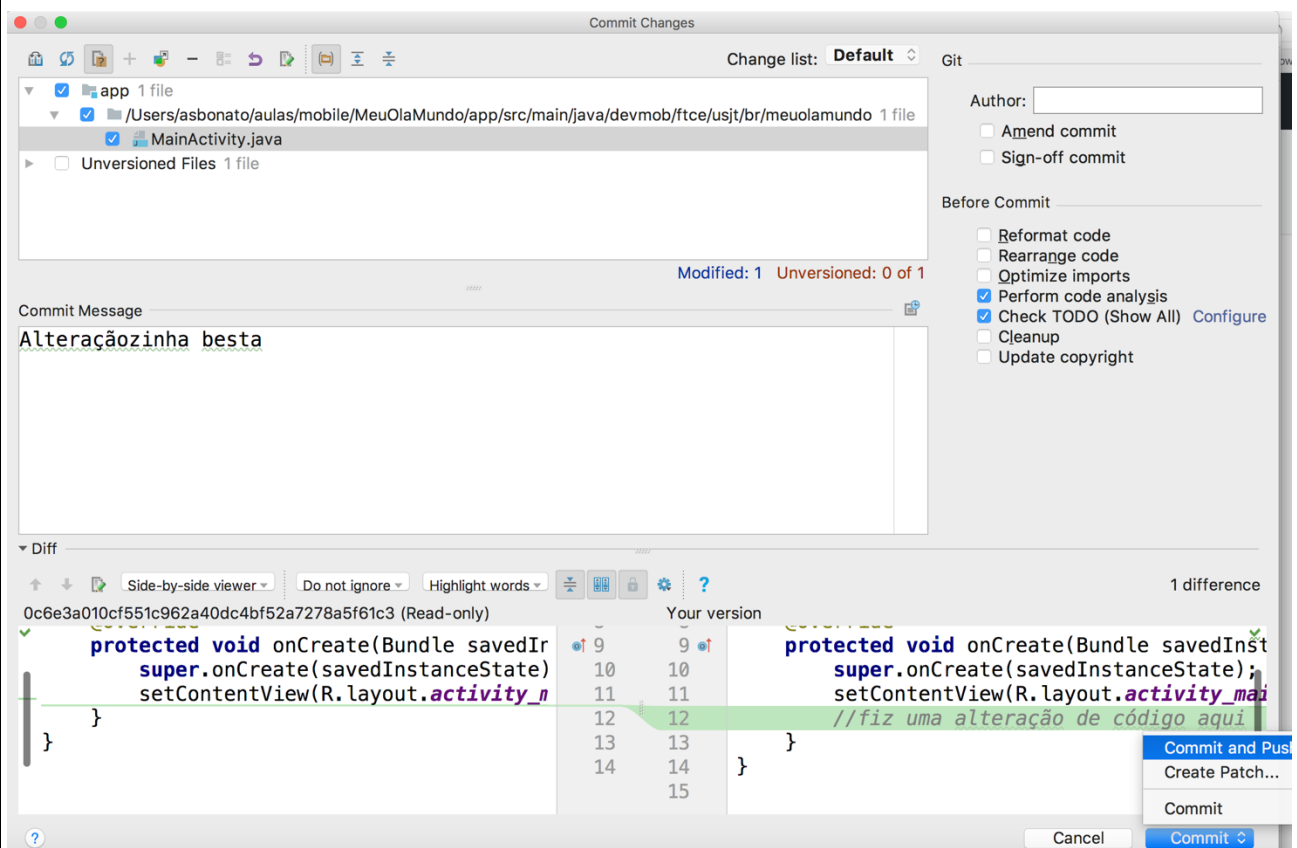 Commit Changes
Change list: Default
Git
app 1 file
/Users/asbonato/aulas/mobile/MeuOlaMundo/app/src/main/java/devmob/ftce/usjt/br/meuolamundo 1 file
MainActivity.java
Unversioned Files 1 file
Author:
Amend commit
Sign-off commit
Before Commit
Reformat code
Rearrange code
Optimize imports
Perform code analysis
Check TODO (Show All) Configure
Cleanup
Update copyright
Modified: 1 Unversioned: 0 of 1
Commit Message
Alteraçãozinha besta
Diff
Side-by-side viewer Do not ignore Highlight words ? 1 difference
0c6e3a010cf551c962a40dc4bf52a7278a5f61c3 (Read-only) Your version
protected void onCreate(Bundle savedIr 9 9 protected void onCreate(Bundle savedInst
super.onCreate(savedInstanceState) 10 10 super.onCreate(savedInstanceState);
setContentView(R.layout.activity_m 11 11 setContentView(R.layout.activity_mai
} 12 12 //fiz uma alteração de código aqui
} 13 13 }
14 14 }
15
Commit and Push
Create Patch...
Commit
? Cancel Commit